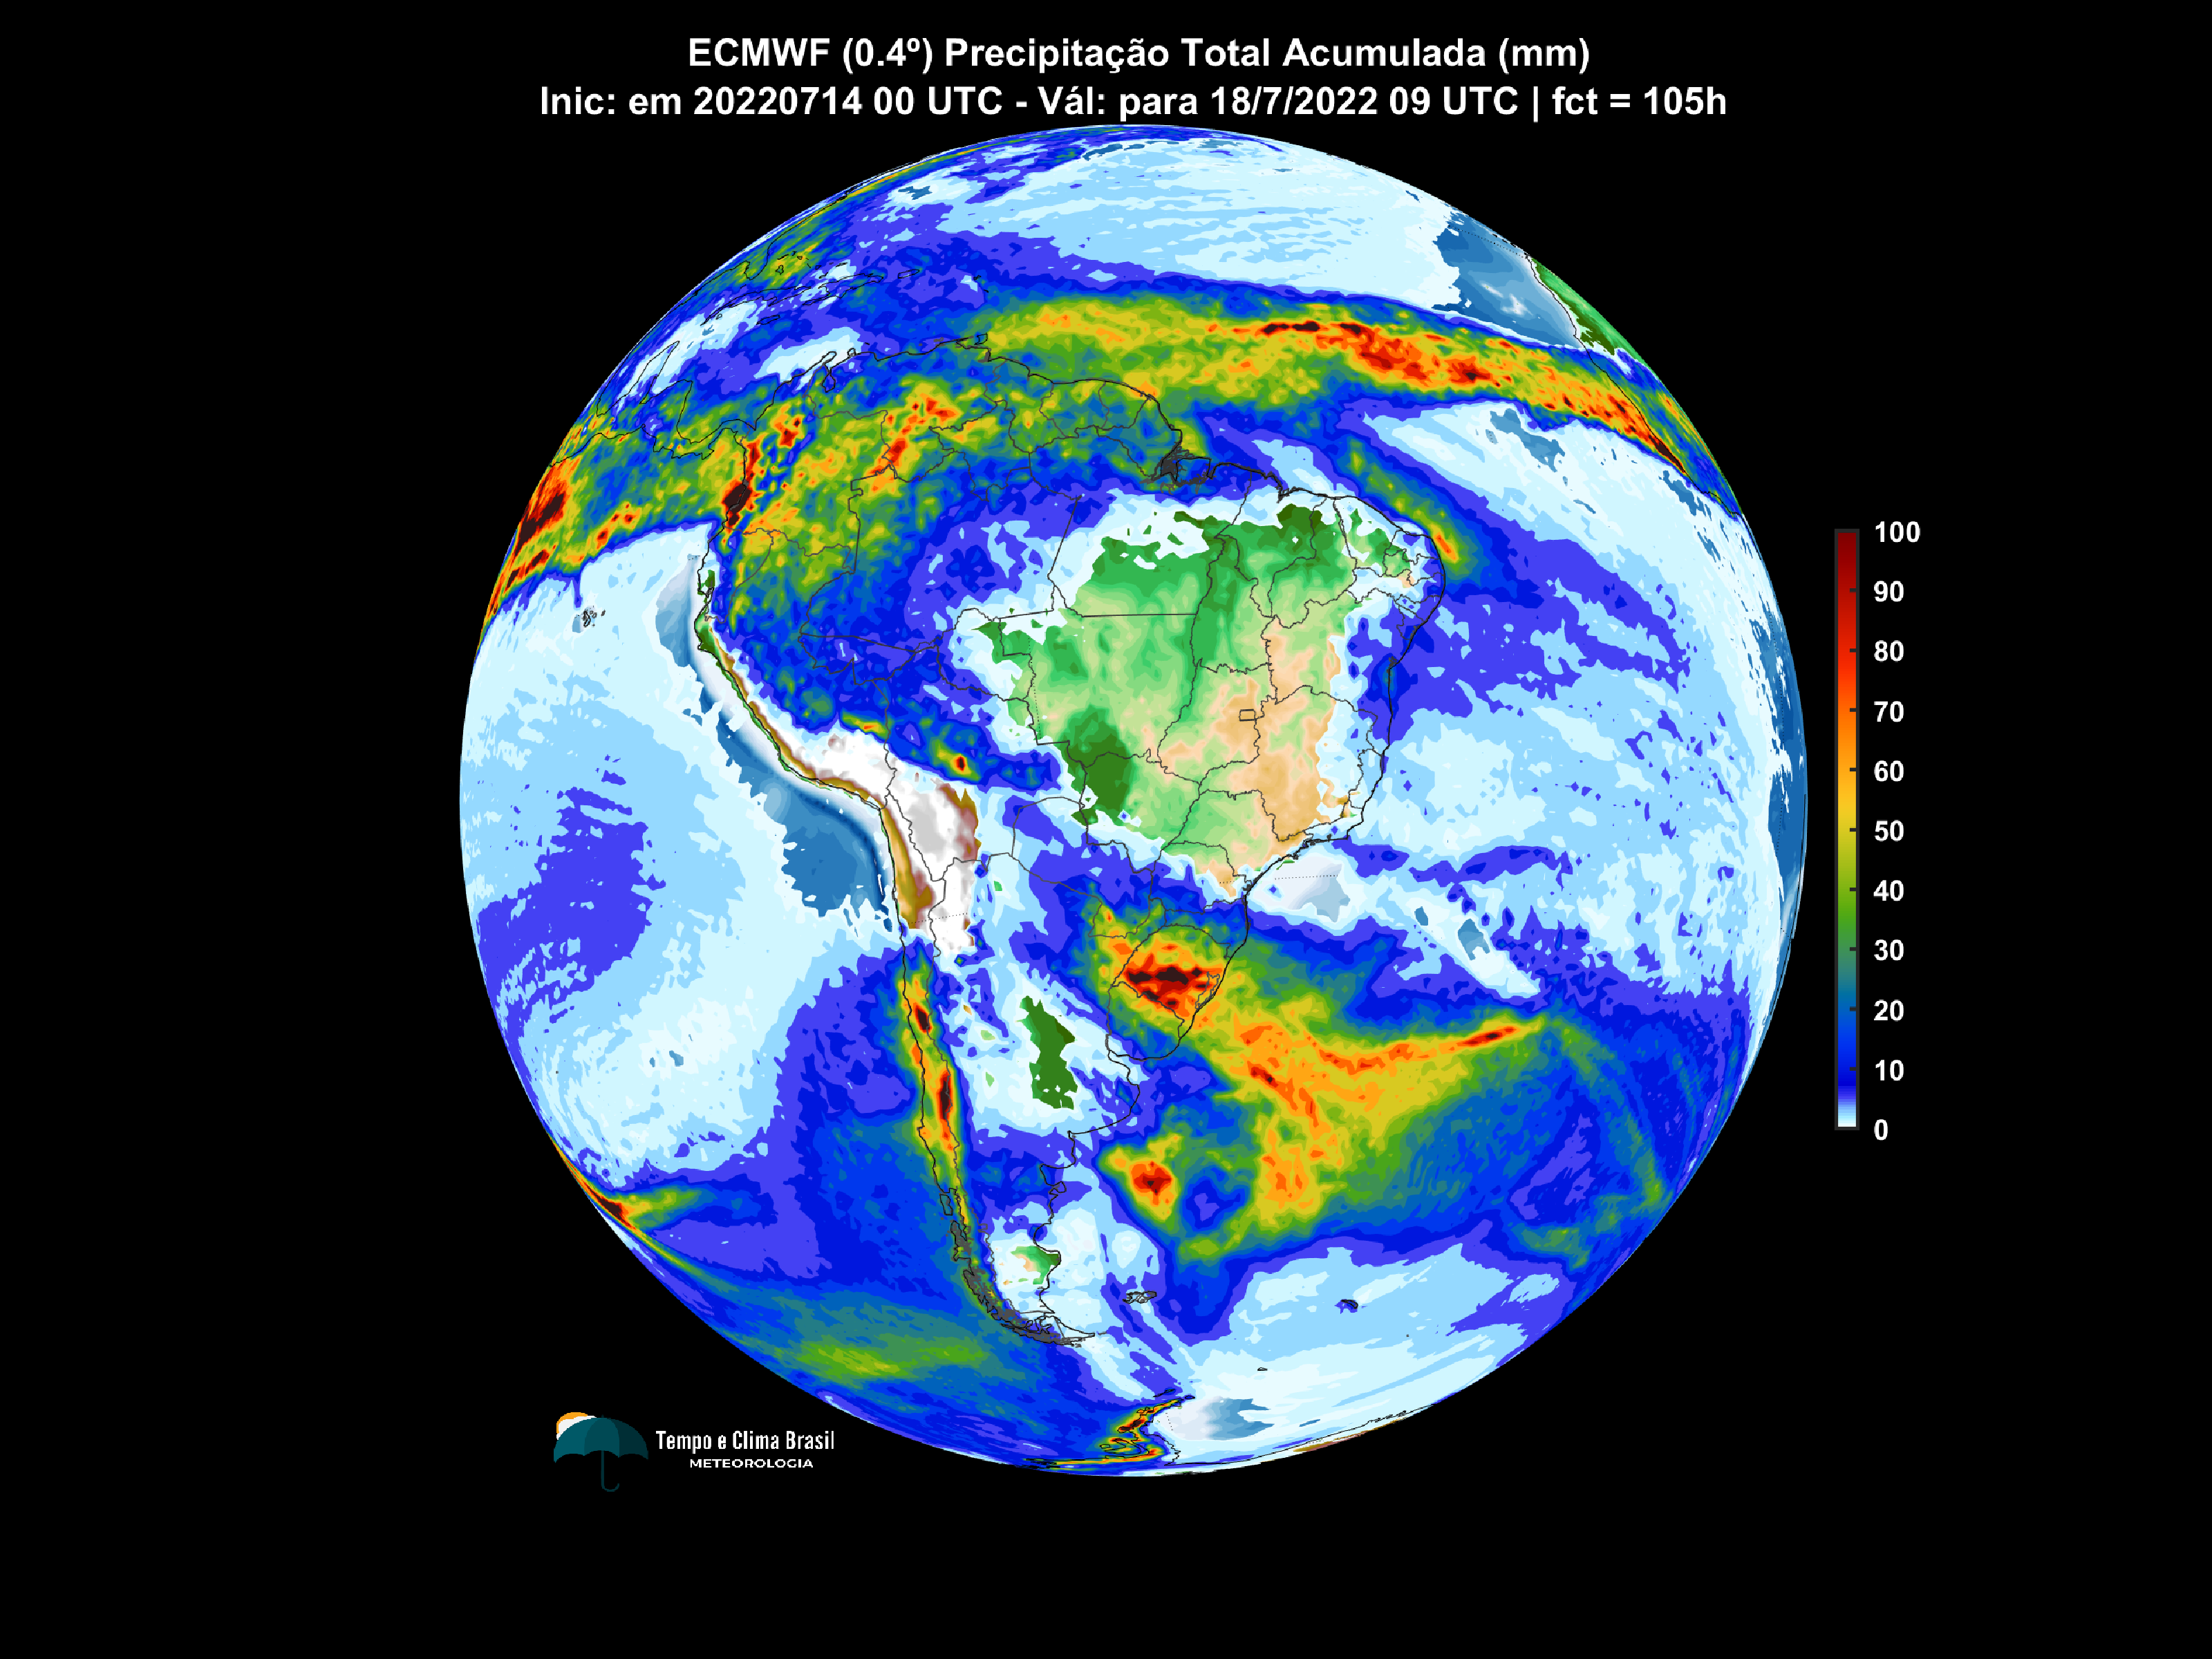 ECMWF (0.4º) Precipitação Total Acumulada (mm)
Inic: em 20220714 00 UTC - Vál: para 18/7/2022 09 UTC | fct = 105h
100
90
80
70
60
50
40
30
20
10
0
Tempo e Clima Brasil
METEOROLOGIA